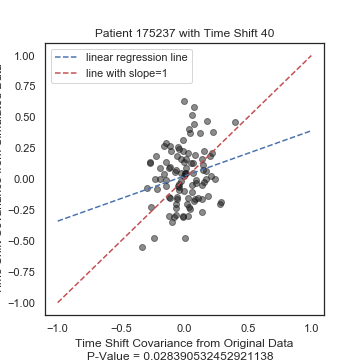 Patient 175237 with Time Shift 40
linear regression line
line with slope=1
1.00
0.75
0.50
0.25
0.00
−0.25
−0.50
−0.75
−1.00
−1.0
−0.5
0.0
0.5
1.0
Time Shift Covariance from Original Data
P-Value = 0.028390532452921138